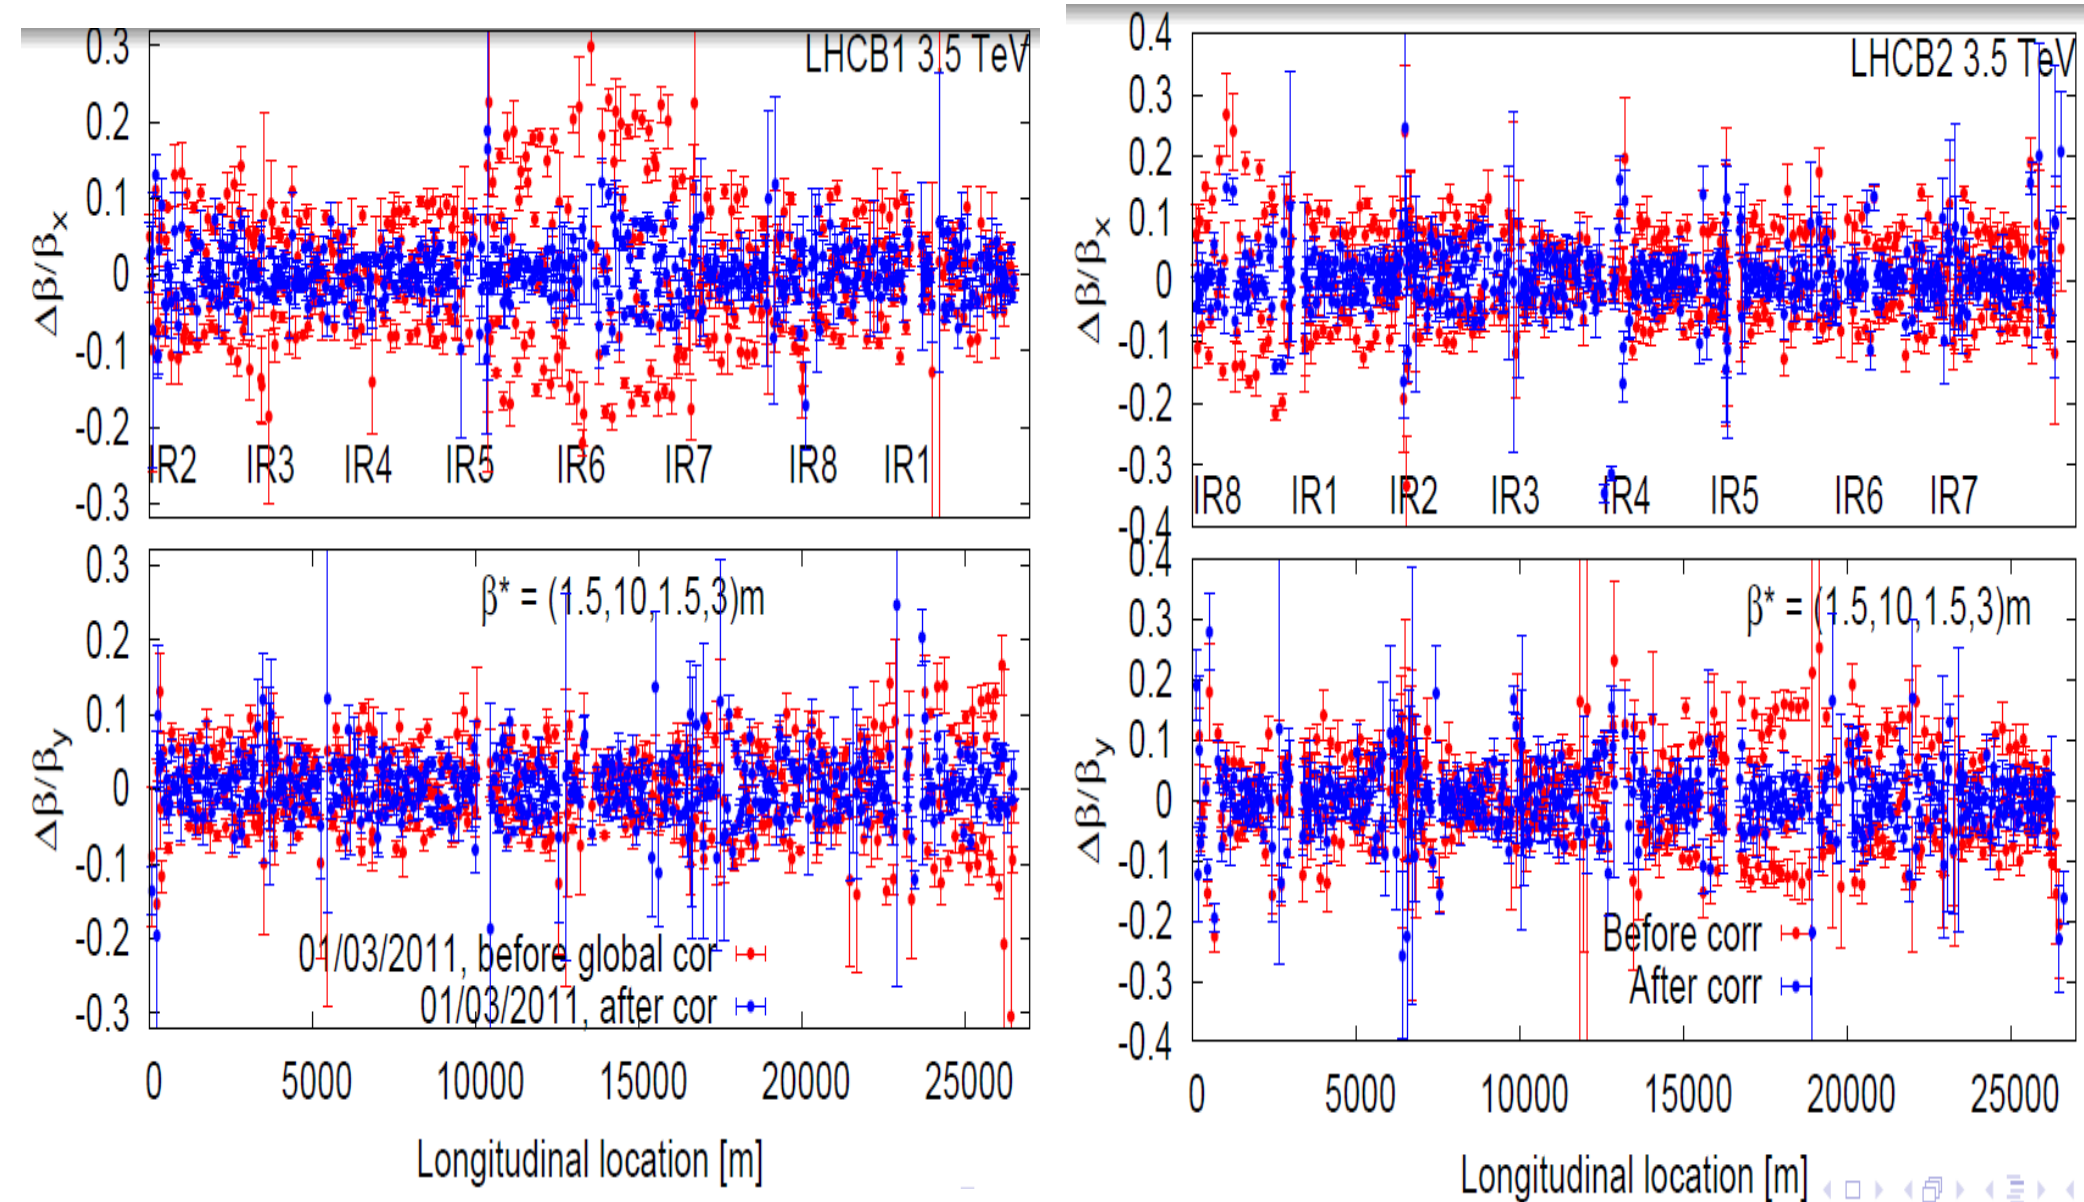 LHCB1 3.5 TeV
0.3
0.2
0.1
0
-0.1
-0.2
-0.3
Δβ/βx
IR2 IR3 IR4 IR5 IR6 IR7 IR8 IR1
β* = (1.5,10,1.5,3)m
0.3
0.2
0.1
0
-0.1
-0.2
-0.3
Δβ/βy
01/03/2011, before global cor
01/03/2011, after cor
0 5000 10000 15000 20000 25000
Longitudinal location [m]
LHCB2 3.5 TeV
0.4
0.3
0.2
0.1
0
-0.1
-0.2
-0.3
-0.4
Δβ/βx
IR8 IR1 IR2 IR3 IR4 IR5 IR6 IR7
β* = (1.5,10,1.5,3)m
0.4
0.3
0.2
0.1
0
-0.1
-0.2
-0.3
-0.4
Δβ/βy
Before corr
After corr
0 5000 10000 15000 20000 25000
Longitudinal location [m]